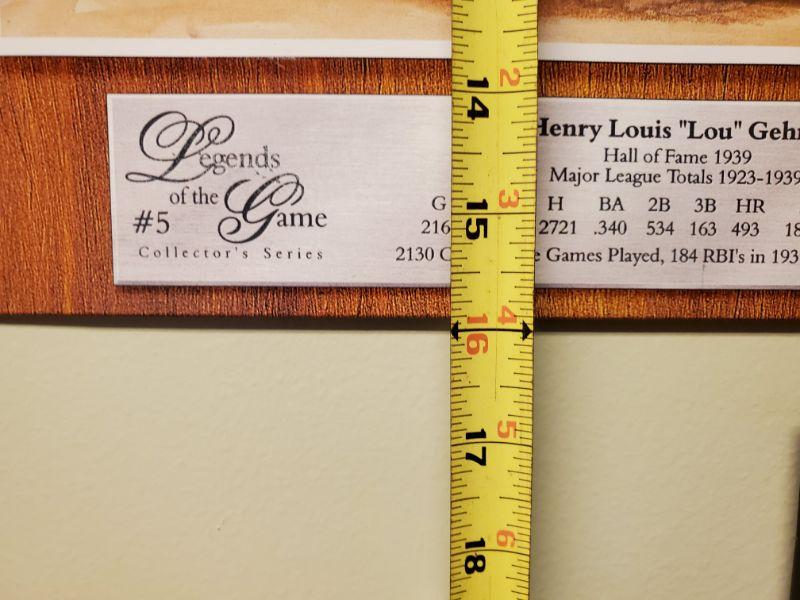 Legends
of the Game
#5
Collector's Series
Henry Louis "Lou" Gehr
Hall of Fame 1939
Major League Totals 1923-1939
G H BA 2B 3B HR
216 2721 .340 534 163 493 18
2130 C e Games Played, 184 RBI's in 193
2
14
3
15
4
16
5
17
6
18